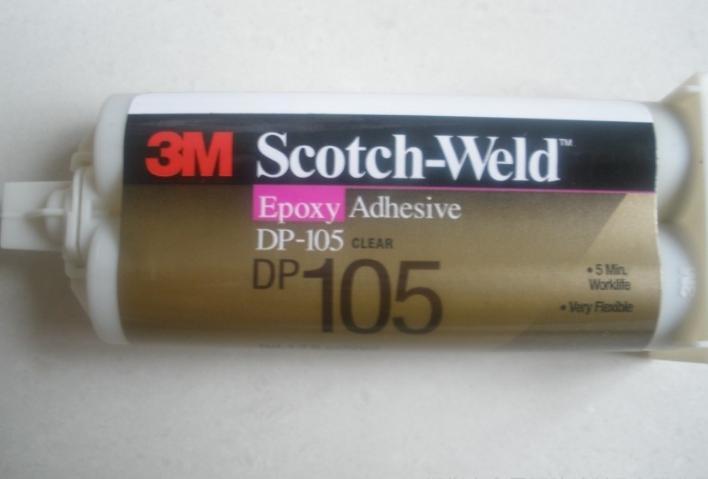 3M Scotch-Weld™
Epoxy Adhesive
DP-105 CLEAR
DP105
• 5 Min.
Worklife
• Very Flexible